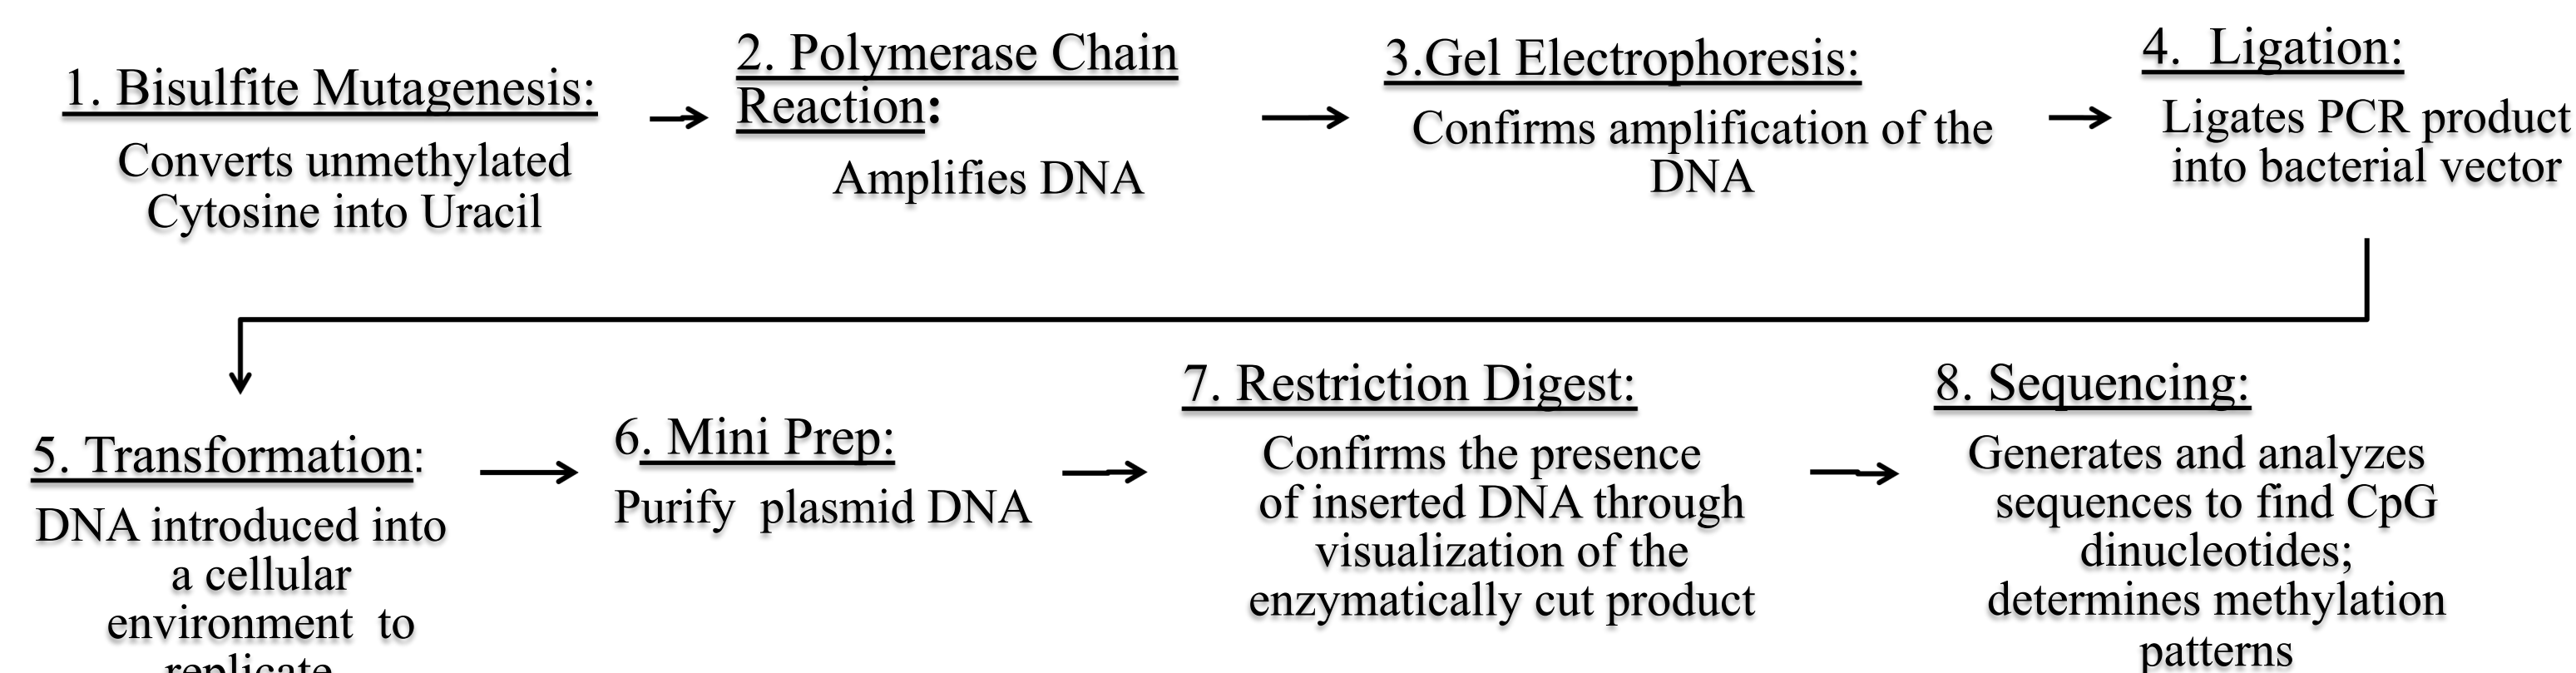 1. Bisulfite Mutagenesis:
Converts unmethylated
Cytosine into Uracil
2. Polymerase Chain
Reaction:
Amplifies DNA
3.Gel Electrophoresis:
Confirms amplification of the
DNA
4. Ligation:
Ligates PCR product
into bacterial vector
5. Transformation:
DNA introduced into
a cellular
environment to
replicate
6. Mini Prep:
Purify plasmid DNA
7. Restriction Digest:
Confirms the presence
of inserted DNA through
visualization of the
enzymatically cut product
8. Sequencing:
Generates and analyzes
sequences to find CpG
dinucleotides;
determines methylation
patterns